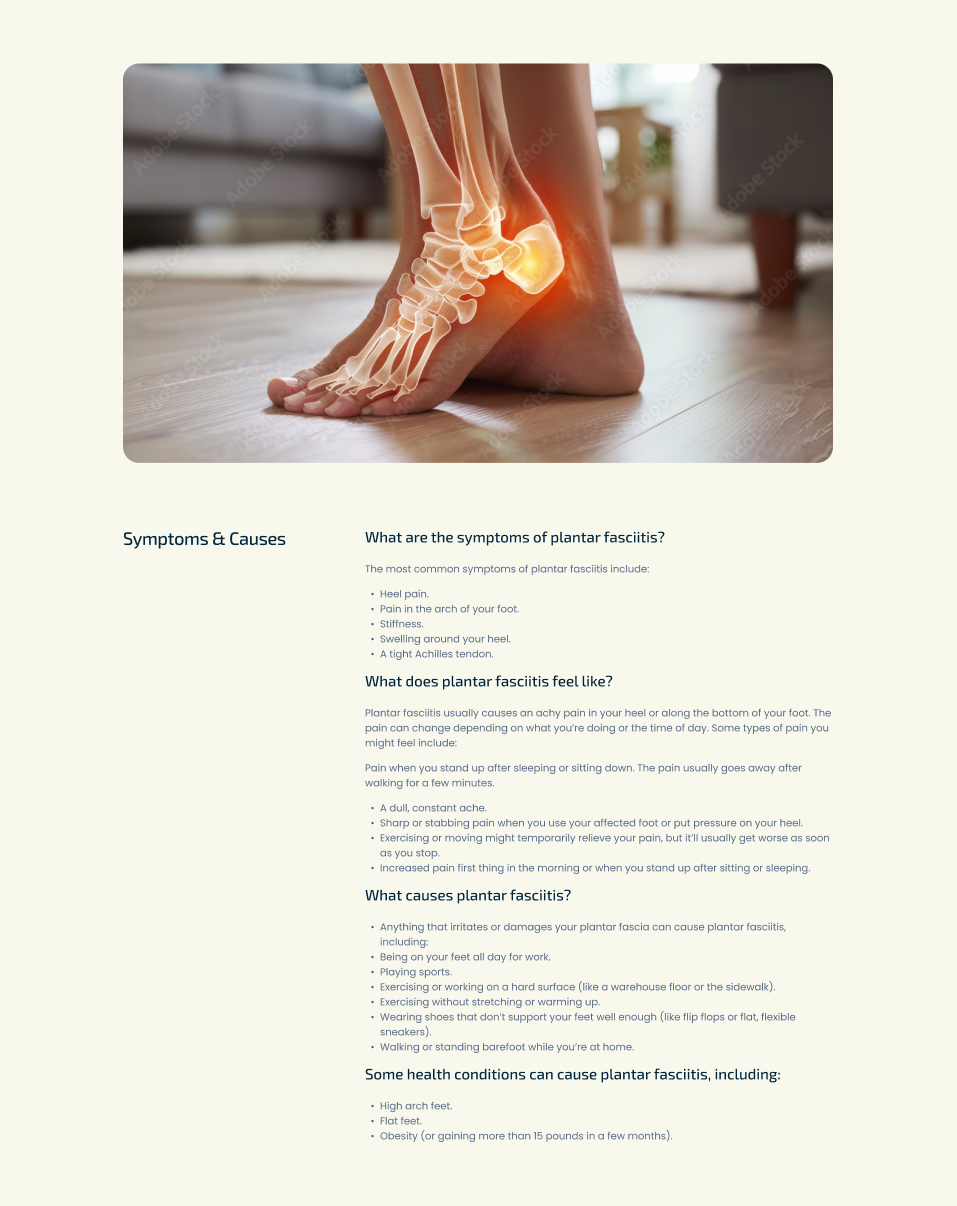 Adobe Stock
Adobe Stock
Adobe Stock
Adobe Stock
Adobe Stock
Adobe Stock
Symptoms & Causes
What are the symptoms of plantar fasciitis?
The most common symptoms of plantar fasciitis include:
• Heel pain.
• Pain in the arch of your foot.
• Stiffness.
• Swelling around your heel.
• A tight Achilles tendon.
What does plantar fasciitis feel like?
Plantar fasciitis usually causes an achy pain in your heel or along the bottom of your foot. The
pain can change depending on what you're doing or the time of day. Some types of pain you
might feel include:
Pain when you stand up after sleeping or sitting down. The pain usually goes away after
walking for a few minutes.
• A dull, constant ache.
• Sharp or stabbing pain when you use your affected foot or put pressure on your heel.
• Exercising or moving might temporarily relieve your pain, but it'll usually get worse as soon
as you stop.
• Increased pain first thing in the morning or when you stand up after sitting or sleeping.
What causes plantar fasciitis?
• Anything that irritates or damages your plantar fascia can cause plantar fasciitis,
including:
• Being on your feet all day for work.
• Playing sports.
• Exercising or working on a hard surface (like a warehouse floor or the sidewalk).
• Exercising without stretching or warming up.
• Wearing shoes that don't support your feet well enough (like flip flops or flat, flexible
sneakers).
• Walking or standing barefoot while you're at home.
Some health conditions can cause plantar fasciitis, including:
• High arch feet.
• Flat feet.
• Obesity (or gaining more than 15 pounds in a few months).